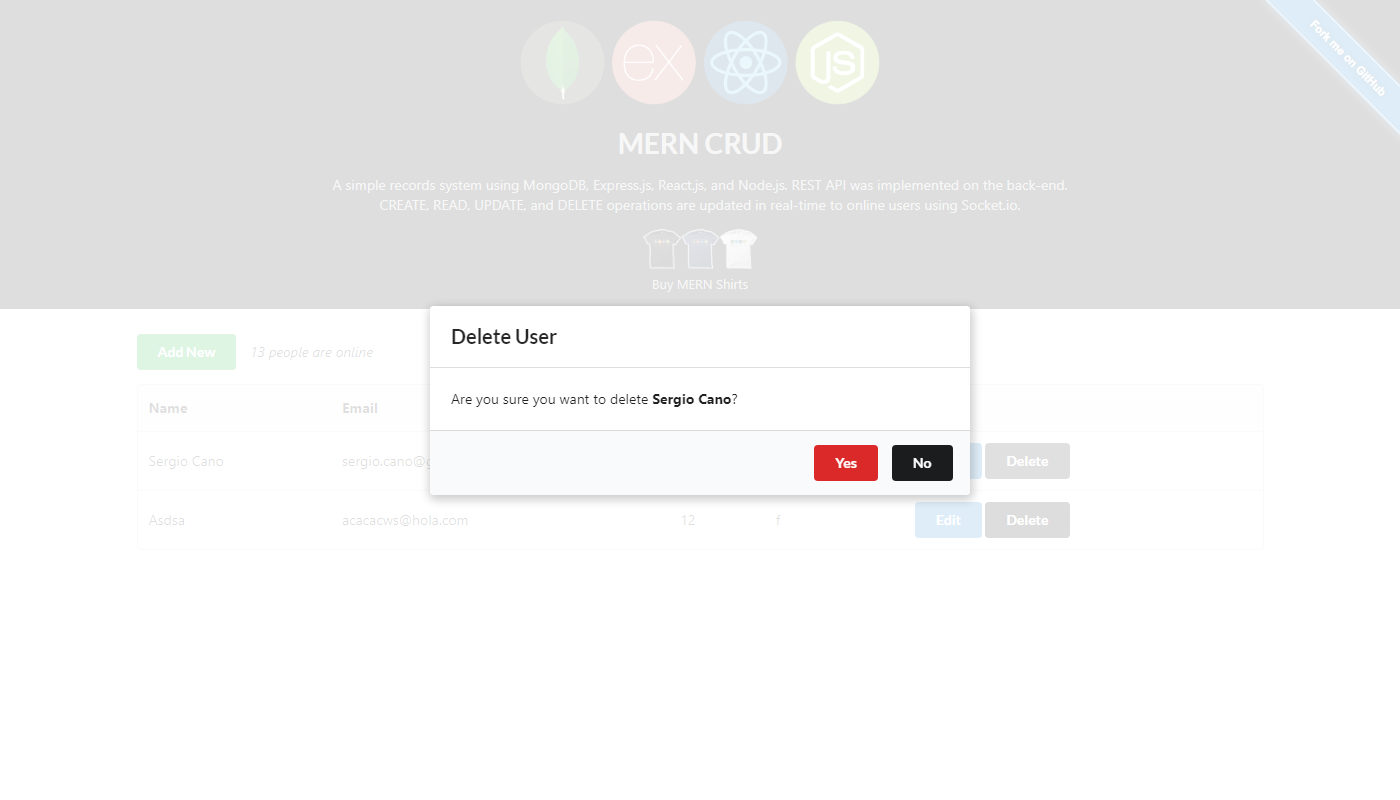 Fork me on GitHub
ex
JS
MERN CRUD
A simple records system using MongoDB, Express.js, React.js, and Node.js. REST API was implemented on the back-end.
CREATE, READ, UPDATE, and DELETE operations are updated in real-time to online users using Socket.io.
Buy MERN Shirts
Delete User
Are you sure you want to delete Sergio Cano?
Yes No
Add New 13 people are online
Name Email
Sergio Cano Delete
Asdsa acacacws@hola.com 12 f Edit Delete